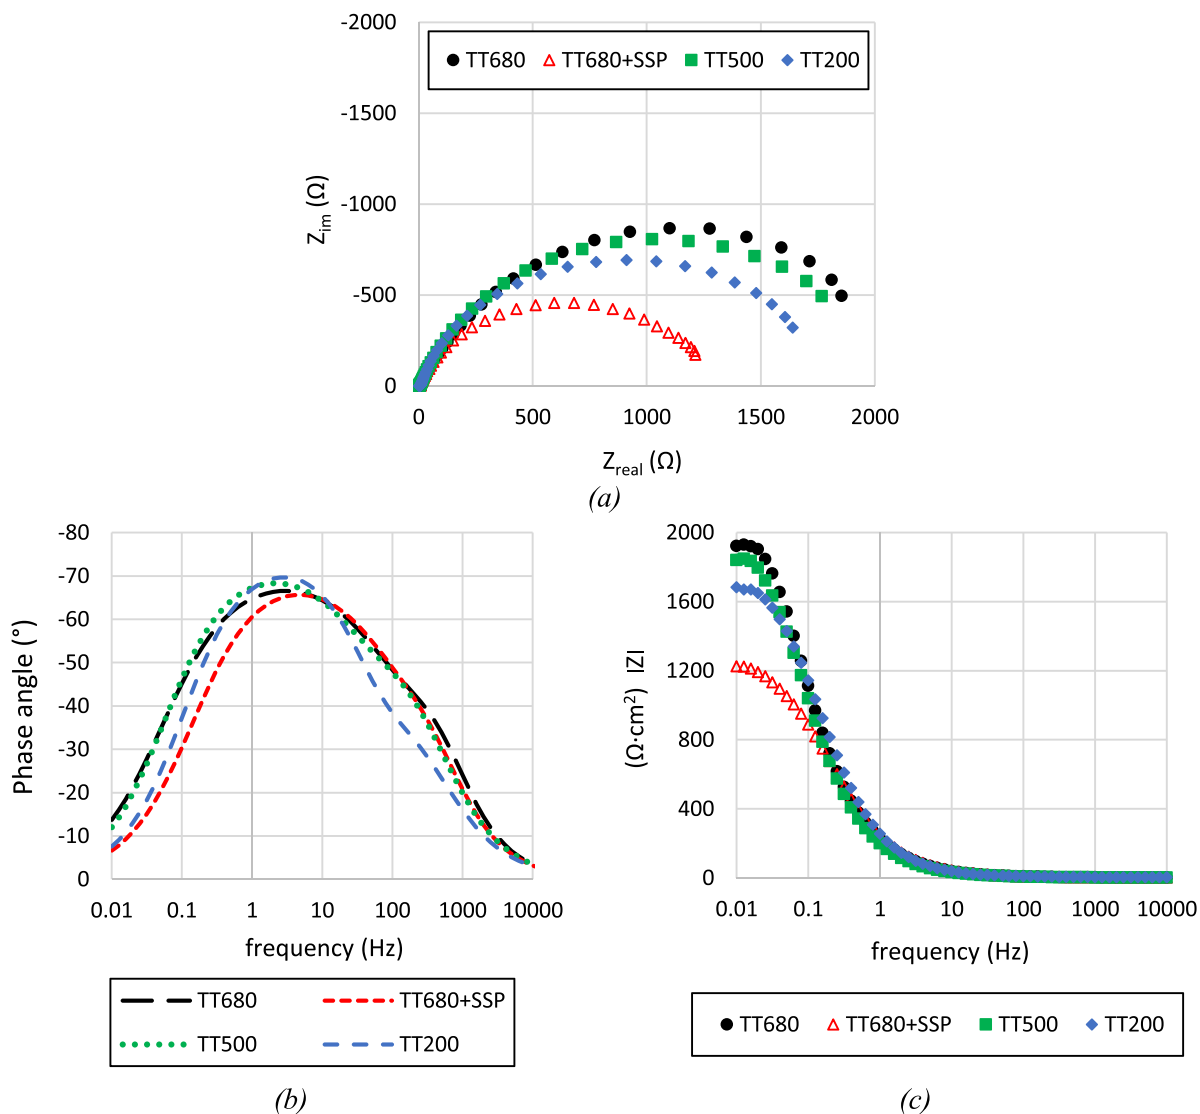 -2000
TT680 TT680+SSP TT500 TT200
-1500
-1000
-500
0
Z_im (Ω)
0 500 1000 1500 2000
Z_real (Ω)
(a)
-80
-70
-60
-50
-40
-30
-20
-10
0
Phase angle (°)
0.01 0.1 1 10 100 1000 10000
frequency (Hz)
TT680 TT680+SSP
TT500 TT200
(b)
2000
1600
1200
800
400
0
(Ω·cm²) |Z|
0.01 0.1 1 10 100 1000 10000
frequency (Hz)
TT680 TT680+SSP TT500 TT200
(c)